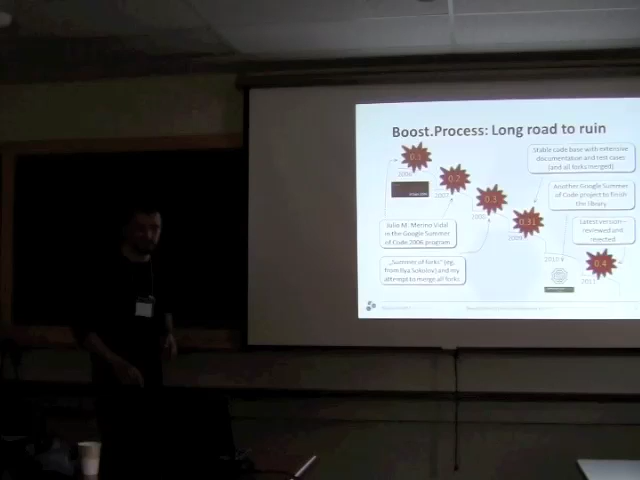 Boost.Process: Long road to ruin
0.1
2006
0.2
2007
0.3
2008
0.31
2009
2010
0.4
2011
Stable code base with extensive
documentation and test cases
(and all forks merged)
Another Google Summer
of Code project to finish
the library
Latest version –
reviewed and
rejected
Julio M. Merino Vidal
in the Google Summer
of Code 2006 program
„Summer of forks" (eg.
from Ilya Sokolov) and my
attempt to merge all forks